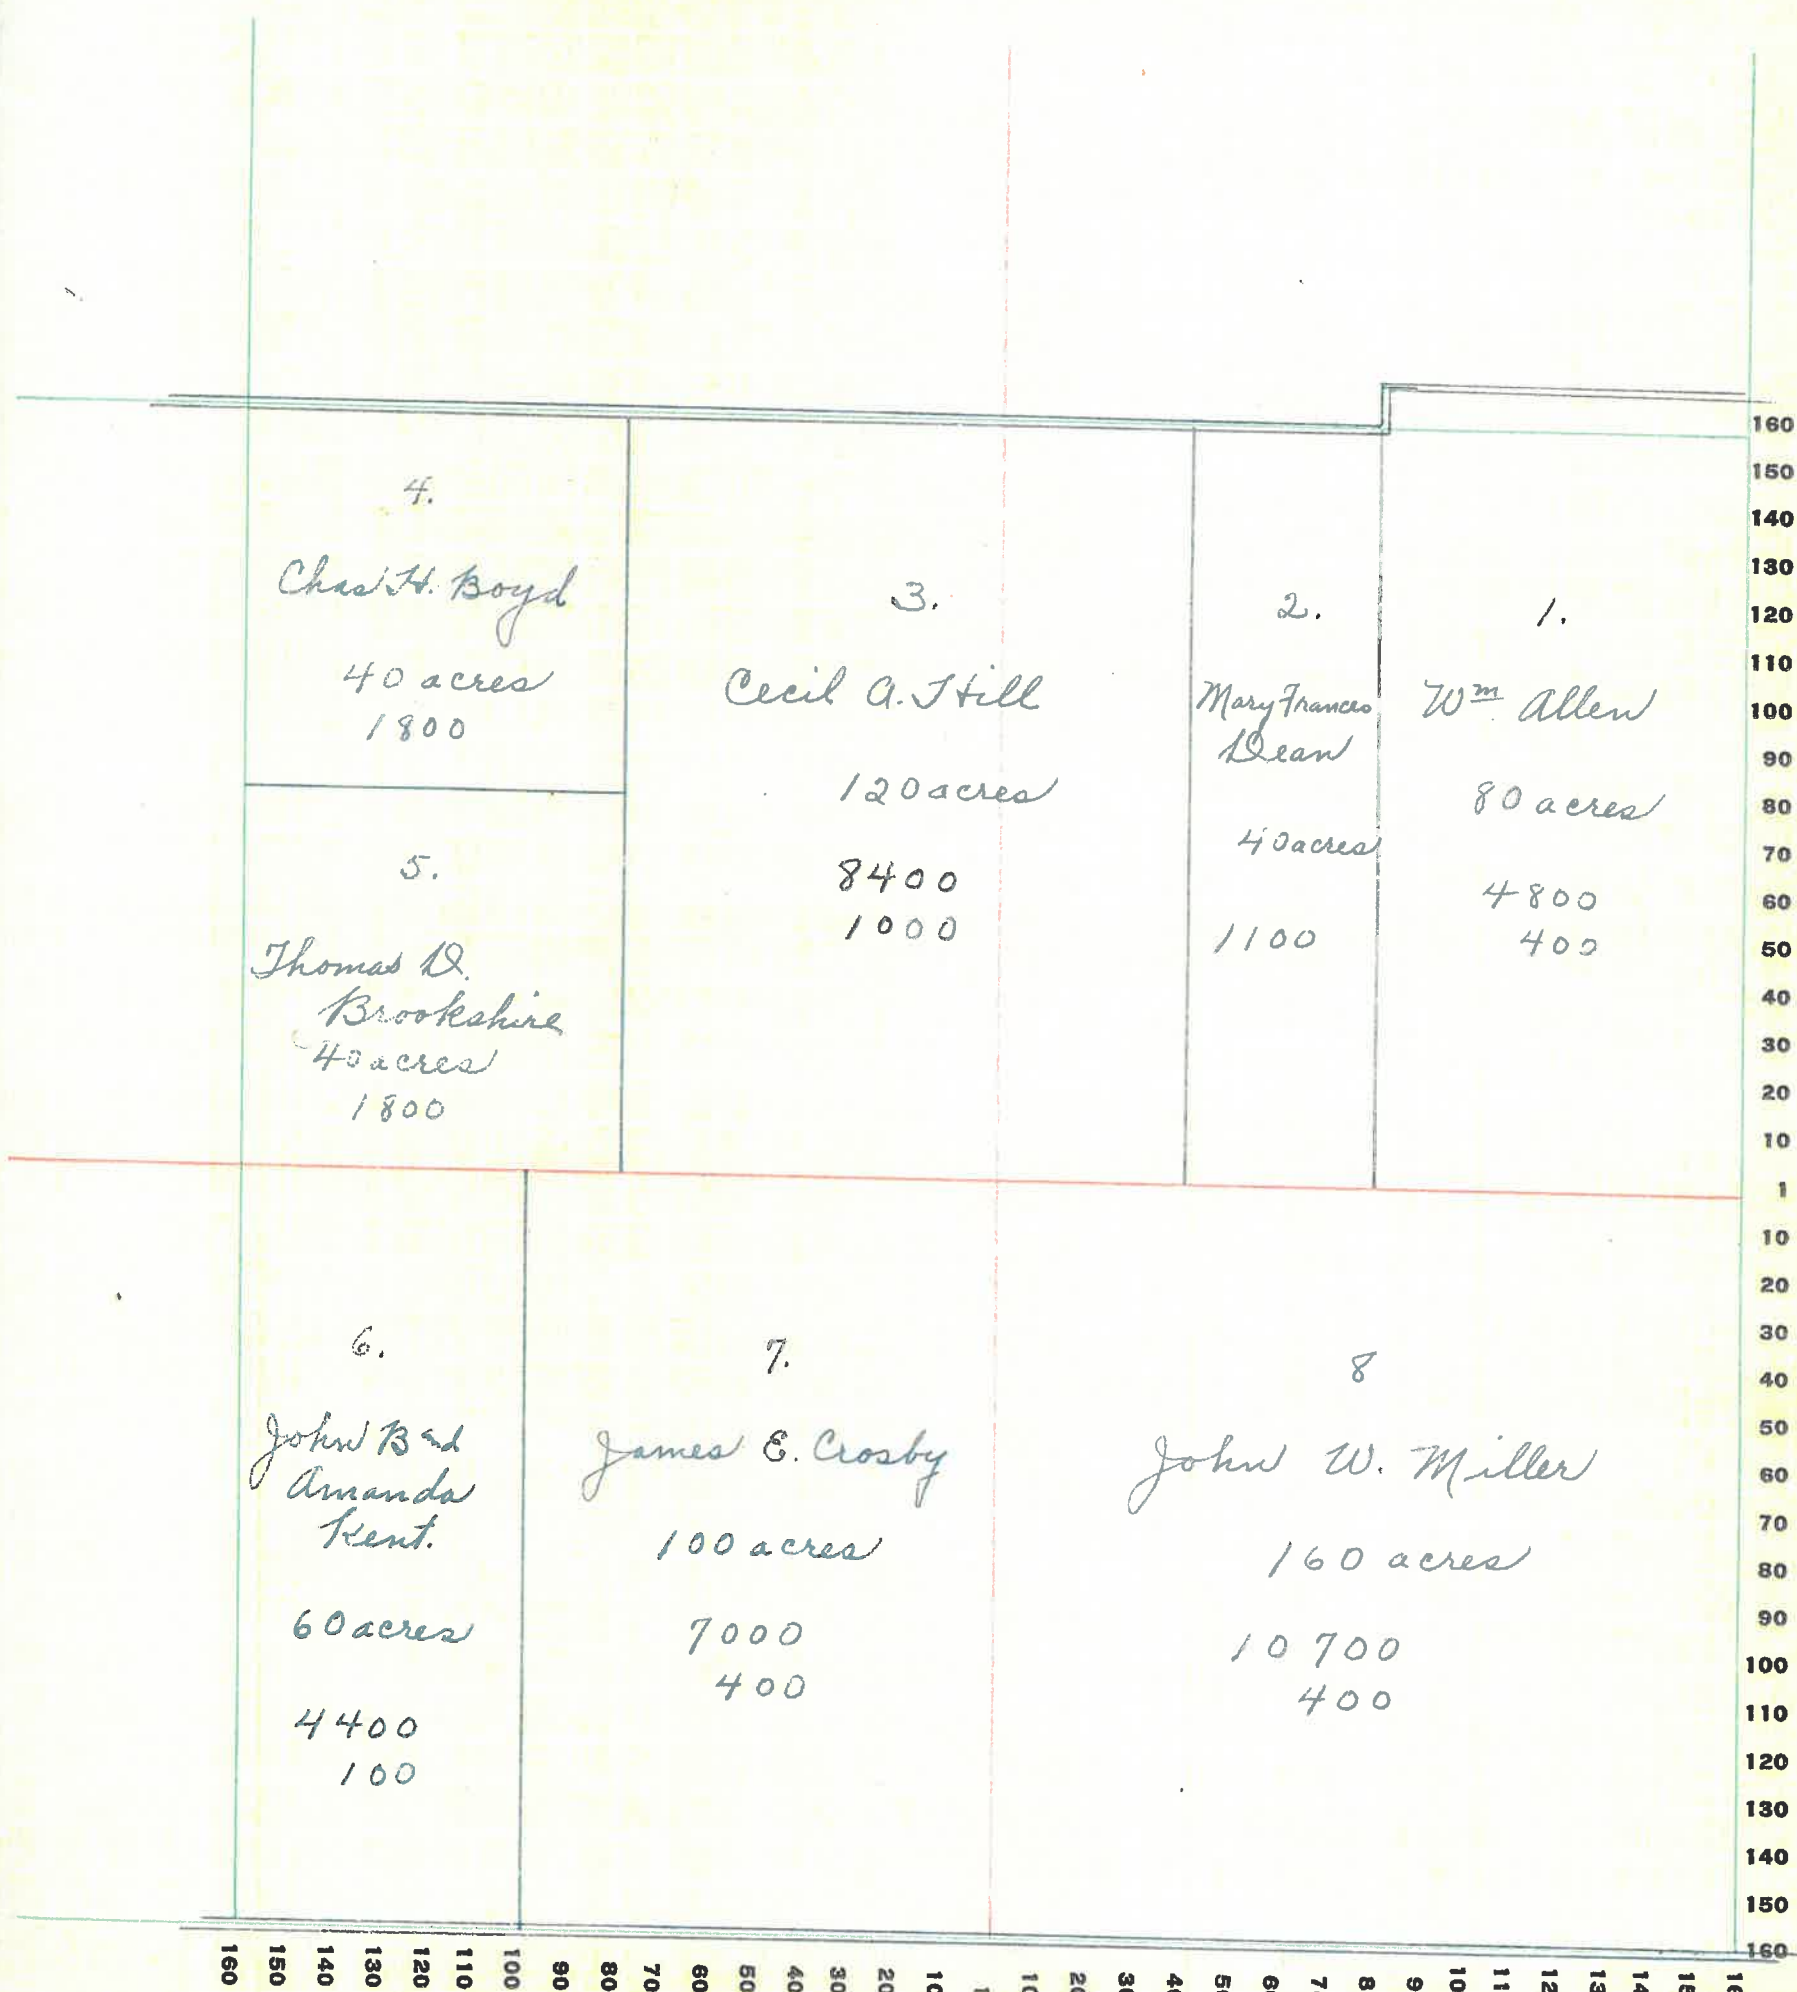 4.
Chas H. Boyd
40 acres
1800
3.
Cecil A. Hill
120 acres
8400
1000
2.
Mary Frances
Dean
40 acres
1100
1.
Wm Allen
80 acres
4800
400
5.
Thomas D.
Brookshire
40 acres
1800
6.
John B and
Amanda
Kent.
60 acres
4400
100
7.
James E. Crosby
100 acres
7000
400
8
John W. Miller
160 acres
10700
400
160
150
140
130
120
110
100
90
80
70
60
50
40
30
20
10
1
10
20
30
40
50
60
70
80
90
100
110
120
130
140
150
160
160 150 140 130 120 110 100 90 80 70 60 50 40 30 20 10 1 10 20 30